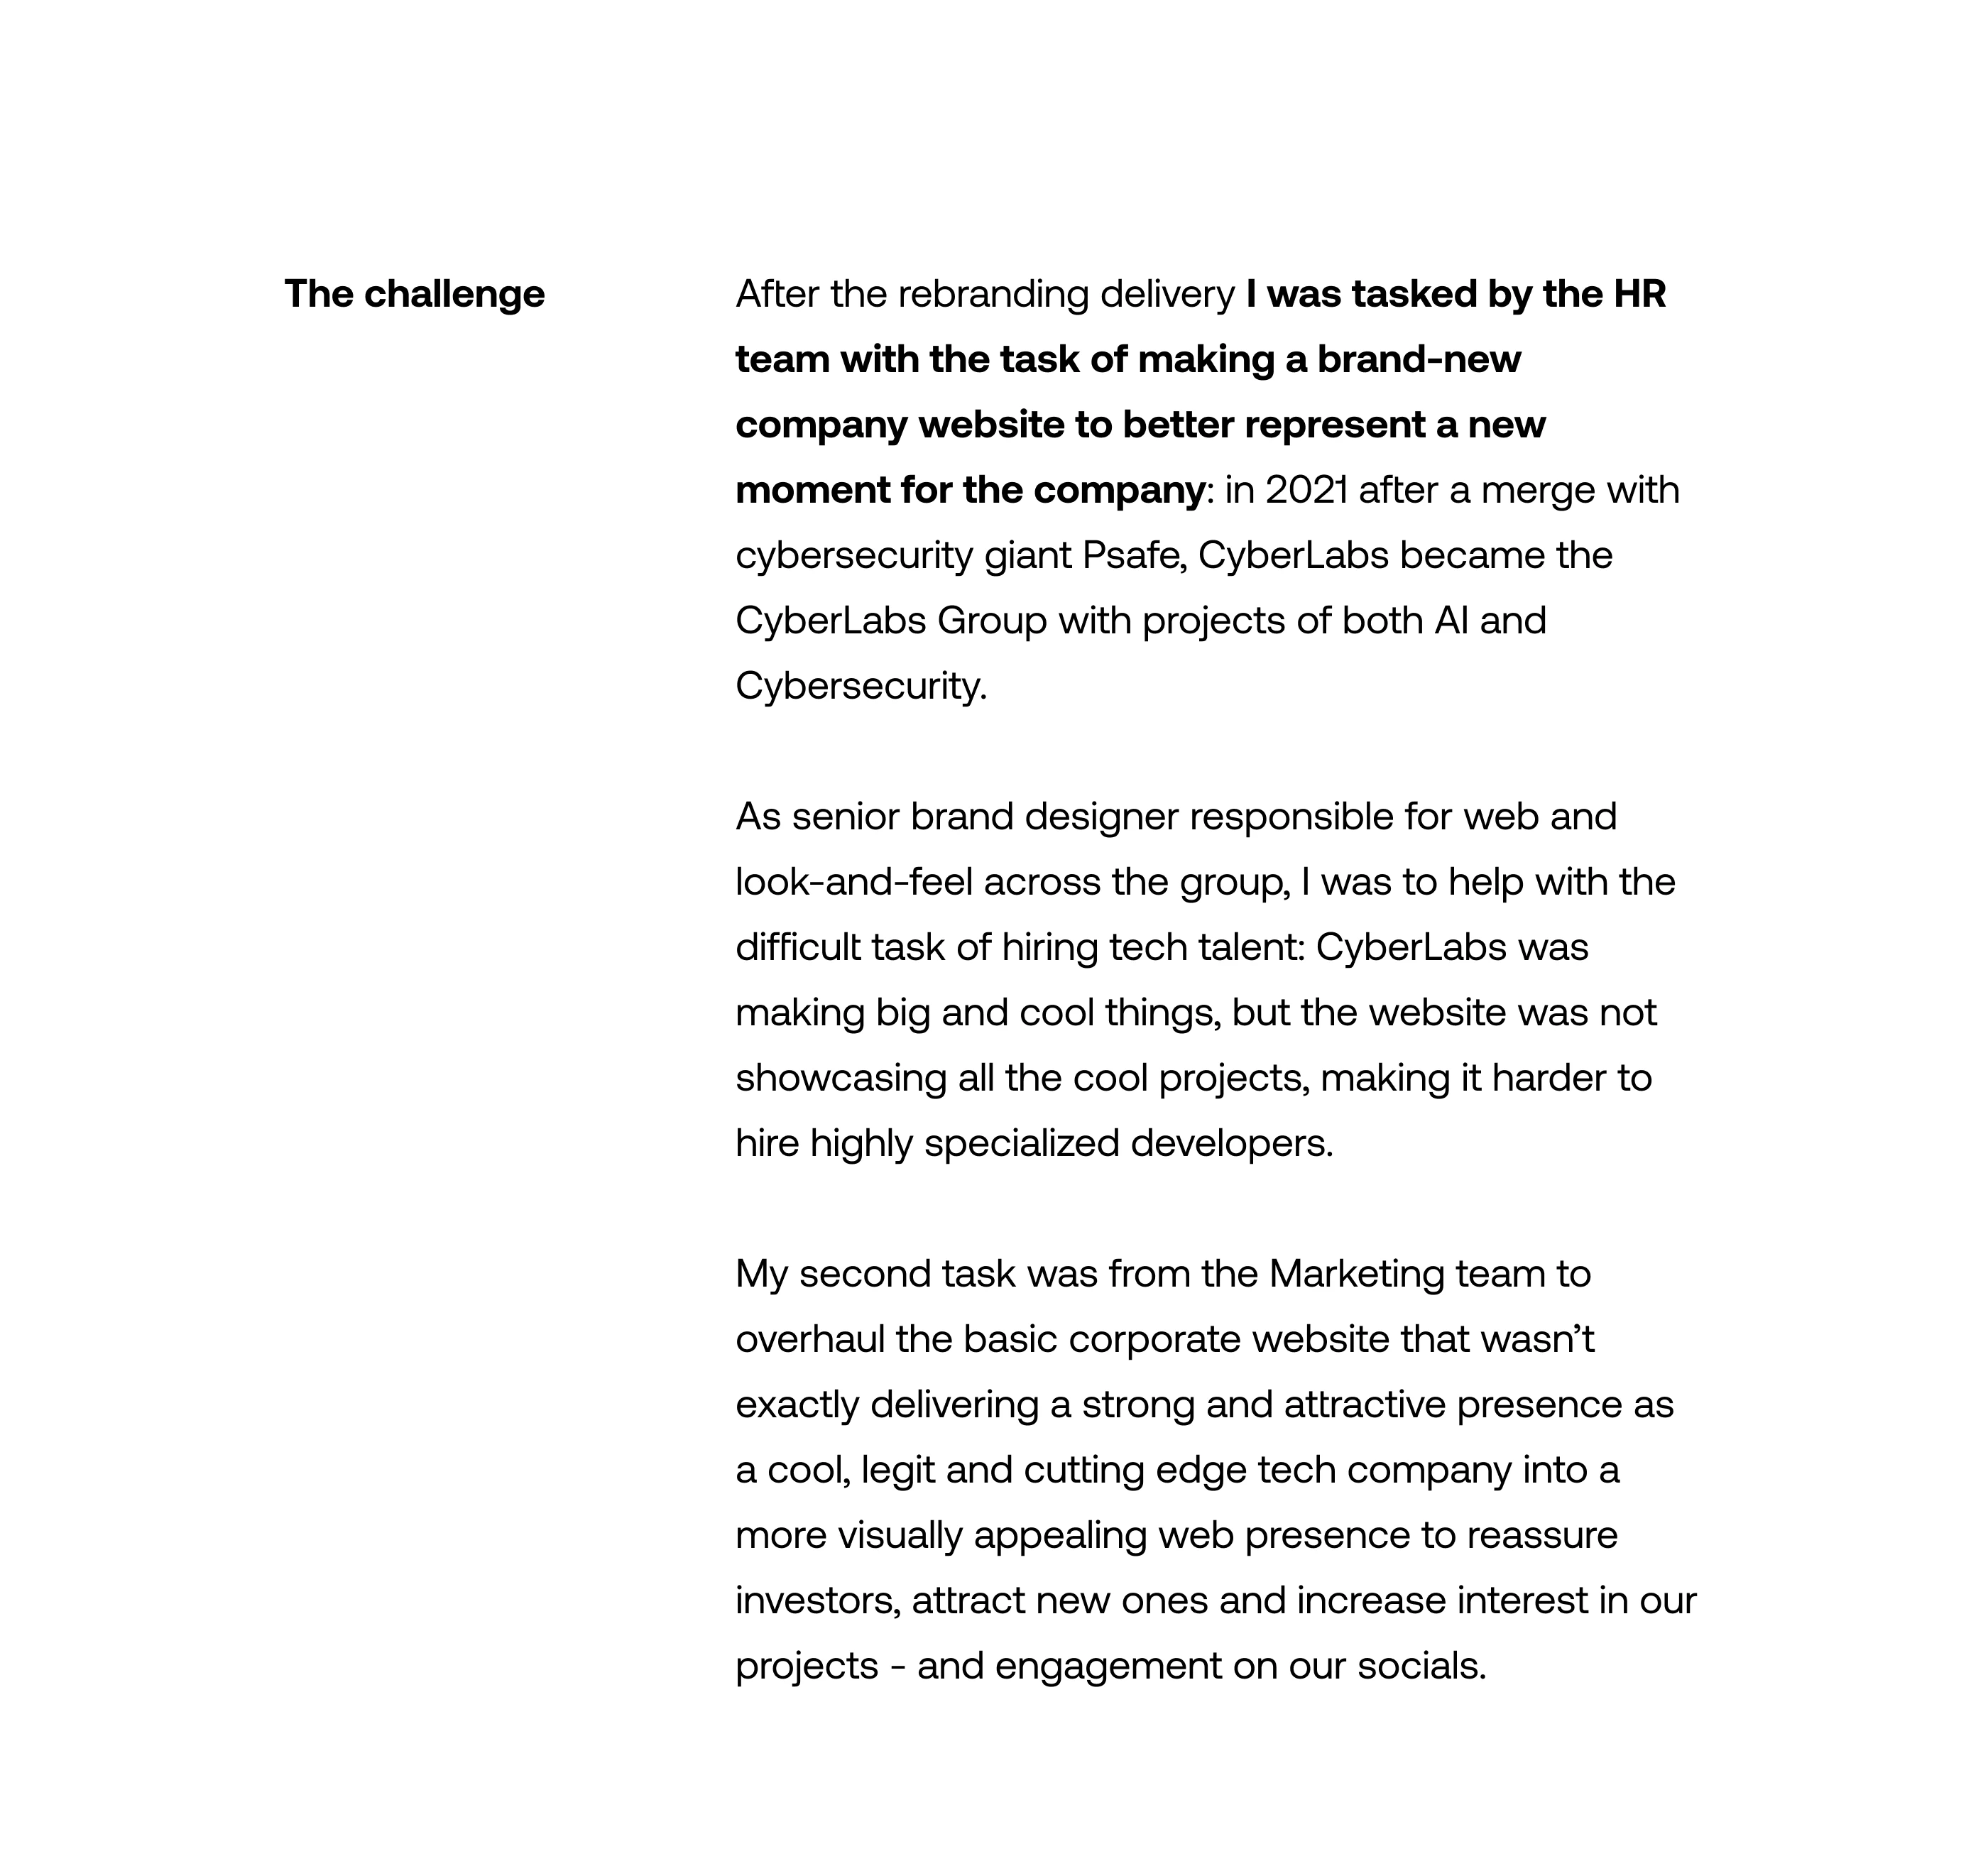 The challenge
After the rebranding delivery I was tasked by the HR
team with the task of making a brand-new
company website to better represent a new
moment for the company: in 2021 after a merge with
cybersecurity giant Psafe, CyberLabs became the
CyberLabs Group with projects of both AI and
Cybersecurity.
As senior brand designer responsible for web and
look-and-feel across the group, I was to help with the
difficult task of hiring tech talent: CyberLabs was
making big and cool things, but the website was not
showcasing all the cool projects, making it harder to
hire highly specialized developers.
My second task was from the Marketing team to
overhaul the basic corporate website that wasn’t
exactly delivering a strong and attractive presence as
a cool, legit and cutting edge tech company into a
more visually appealing web presence to reassure
investors, attract new ones and increase interest in our
projects - and engagement on our socials.